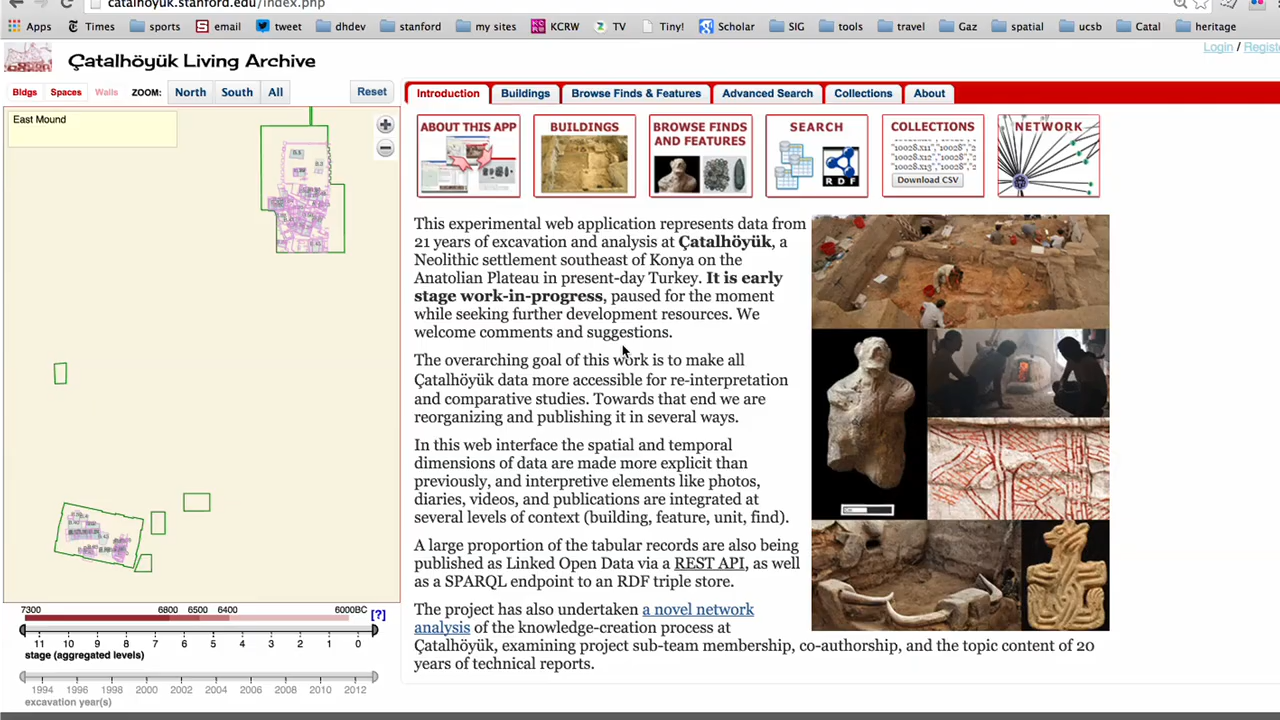 catalhoyuk.stanford.edu/index.php
Apps Times sports email tweet dhdev stanford my sites KCRW TV Tiny! Scholar SIG tools travel Gaz spatial ucsb Catal heritage
Çatalhöyük Living Archive
Login / Registe
Bldgs Spaces Walls ZOOM: North South All Reset
Introduction Buildings Browse Finds & Features Advanced Search Collections About
East Mound
ABOUT THIS APP
BUILDINGS
BROWSE FINDS
AND FEATURES
SEARCH
RDF
COLLECTIONS
"10028.x11","10028","2
"10028.x12","10028","2
"10028.x13","10028","2
Download CSV
NETWORK
This experimental web application represents data from
21 years of excavation and analysis at Çatalhöyük, a
Neolithic settlement southeast of Konya on the
Anatolian Plateau in present-day Turkey. It is early
stage work-in-progress, paused for the moment
while seeking further development resources. We
welcome comments and suggestions.
The overarching goal of this work is to make all
Çatalhöyük data more accessible for re-interpretation
and comparative studies. Towards that end we are
reorganizing and publishing it in several ways.
In this web interface the spatial and temporal
dimensions of data are made more explicit than
previously, and interpretive elements like photos,
diaries, videos, and publications are integrated at
several levels of context (building, feature, unit, find).
A large proportion of the tabular records are also being
published as Linked Open Data via a REST API, as well
as a SPARQL endpoint to an RDF triple store.
The project has also undertaken a novel network
analysis of the knowledge-creation process at
Çatalhöyük, examining project sub-team membership, co-authorship, and the topic content of 20
years of technical reports.
7300 6800 6500 6400 6000BC [?]
11 10 9 8 7 6 5 4 3 2 1 0
stage (aggregated levels)
1994 1996 1998 2000 2002 2004 2006 2008 2010 2012
excavation year(s)